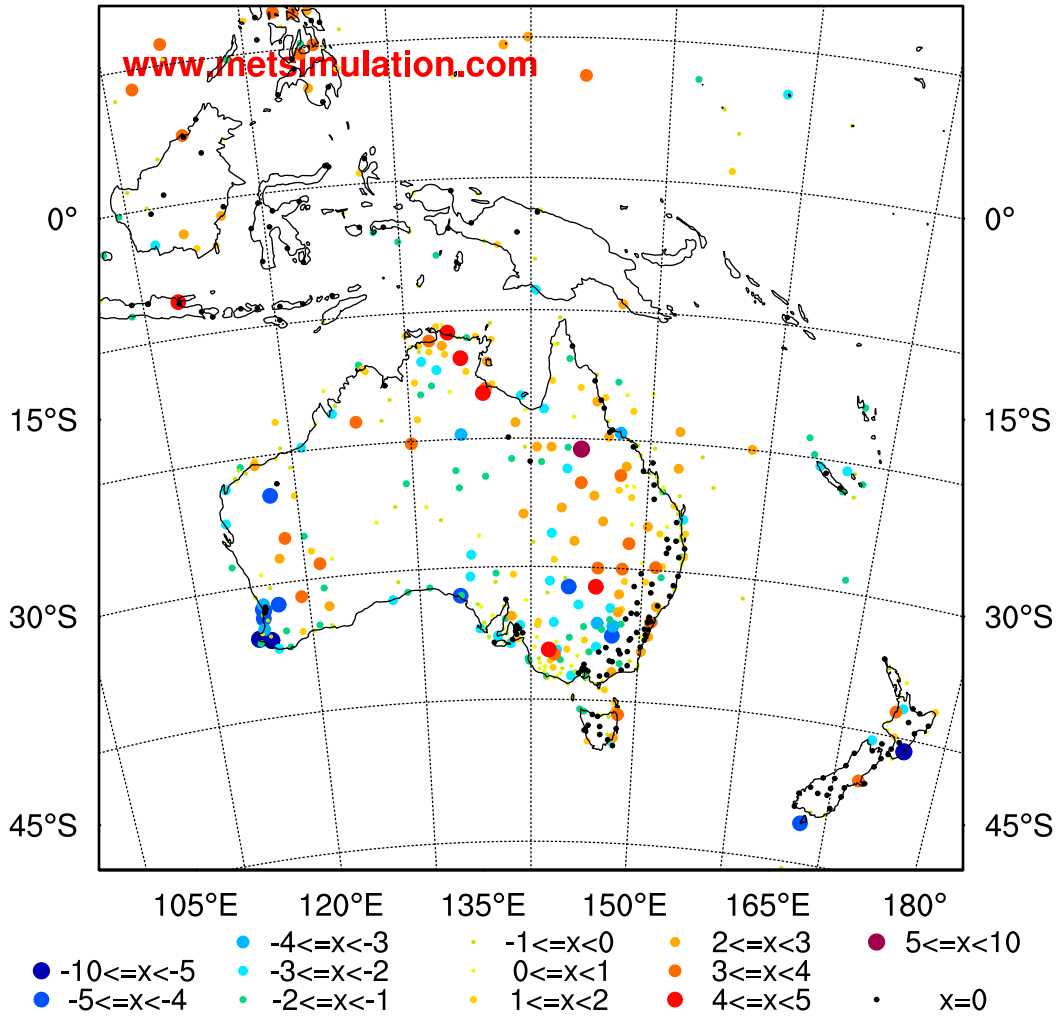 www.metsimulation.com
0° 0°
15°S 15°S
30°S 30°S
45°S 45°S
105°E 120°E 135°E 150°E 165°E 180°
-4<=x<-3 -1<=x<0 2<=x<3 5<=x<10
-10<=x<-5 -3<=x<-2 0<=x<1 3<=x<4
-5<=x<-4 -2<=x<-1 1<=x<2 4<=x<5 x=0